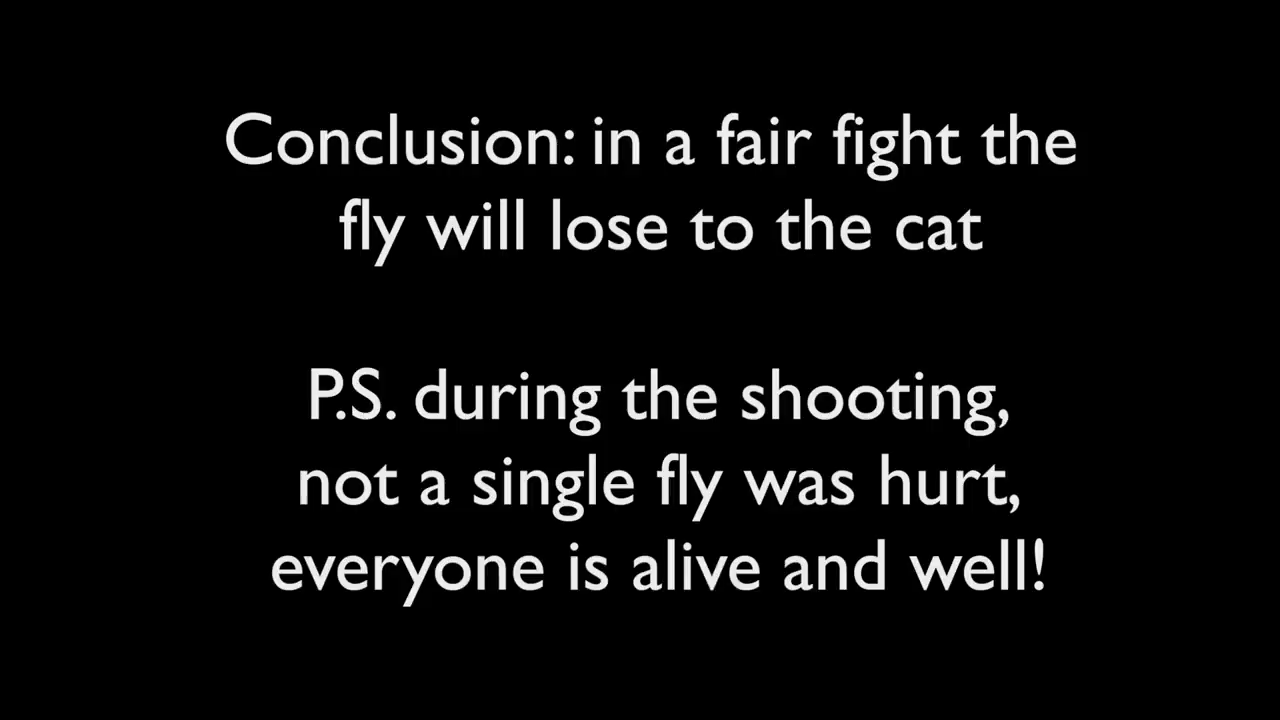 Conclusion: in a fair fight the
fly will lose to the cat
P.S. during the shooting,
not a single fly was hurt,
everyone is alive and well!